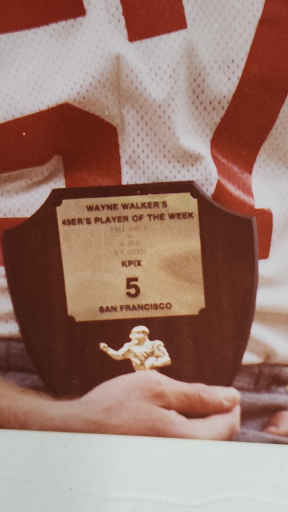 WAYNE WALKER'S
49ER'S PLAYER OF THE WEEK
KPIX
5
SAN FRANCISCO